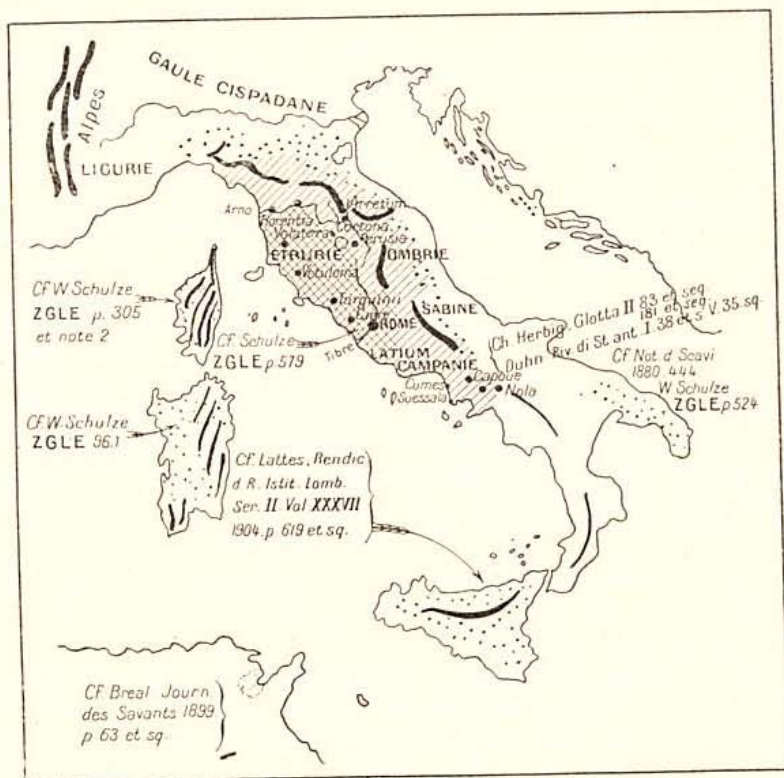 GAULE CISPADANE
Alpes
LIGURIE
Arretium
Arno
Florentia
Cortona
Volaterra
Perusia
ETRURIE
OMBRIE
Vetulonia
Cf W. Schulze
ZGLE p. 305
et note 2
Tarquinii
SABINE
Caere
ROME
Cf. Schulze
ZGLE p. 579
Tibre
LATIUM
CAMPANIE
(Ch. Herbig. Glotta II 83 et seq
181 et seq
Duhn Riv. di St. ant I. 38 et s V. 35. sq.
Cf. Not. d. Scavi
1880. 444
W Schulze
ZGLE p 524
Cumes
Capoue
Suessala
Nola
Cf. W. Schulze
ZGLE 96.1
Cf. Lattes, Rendic
d R. Istit. Lomb.
Ser. II. Vol XXXVII
1904. p 619 et sq.
Cf. Breal Journ
des Savants 1899
p 63 et sq.